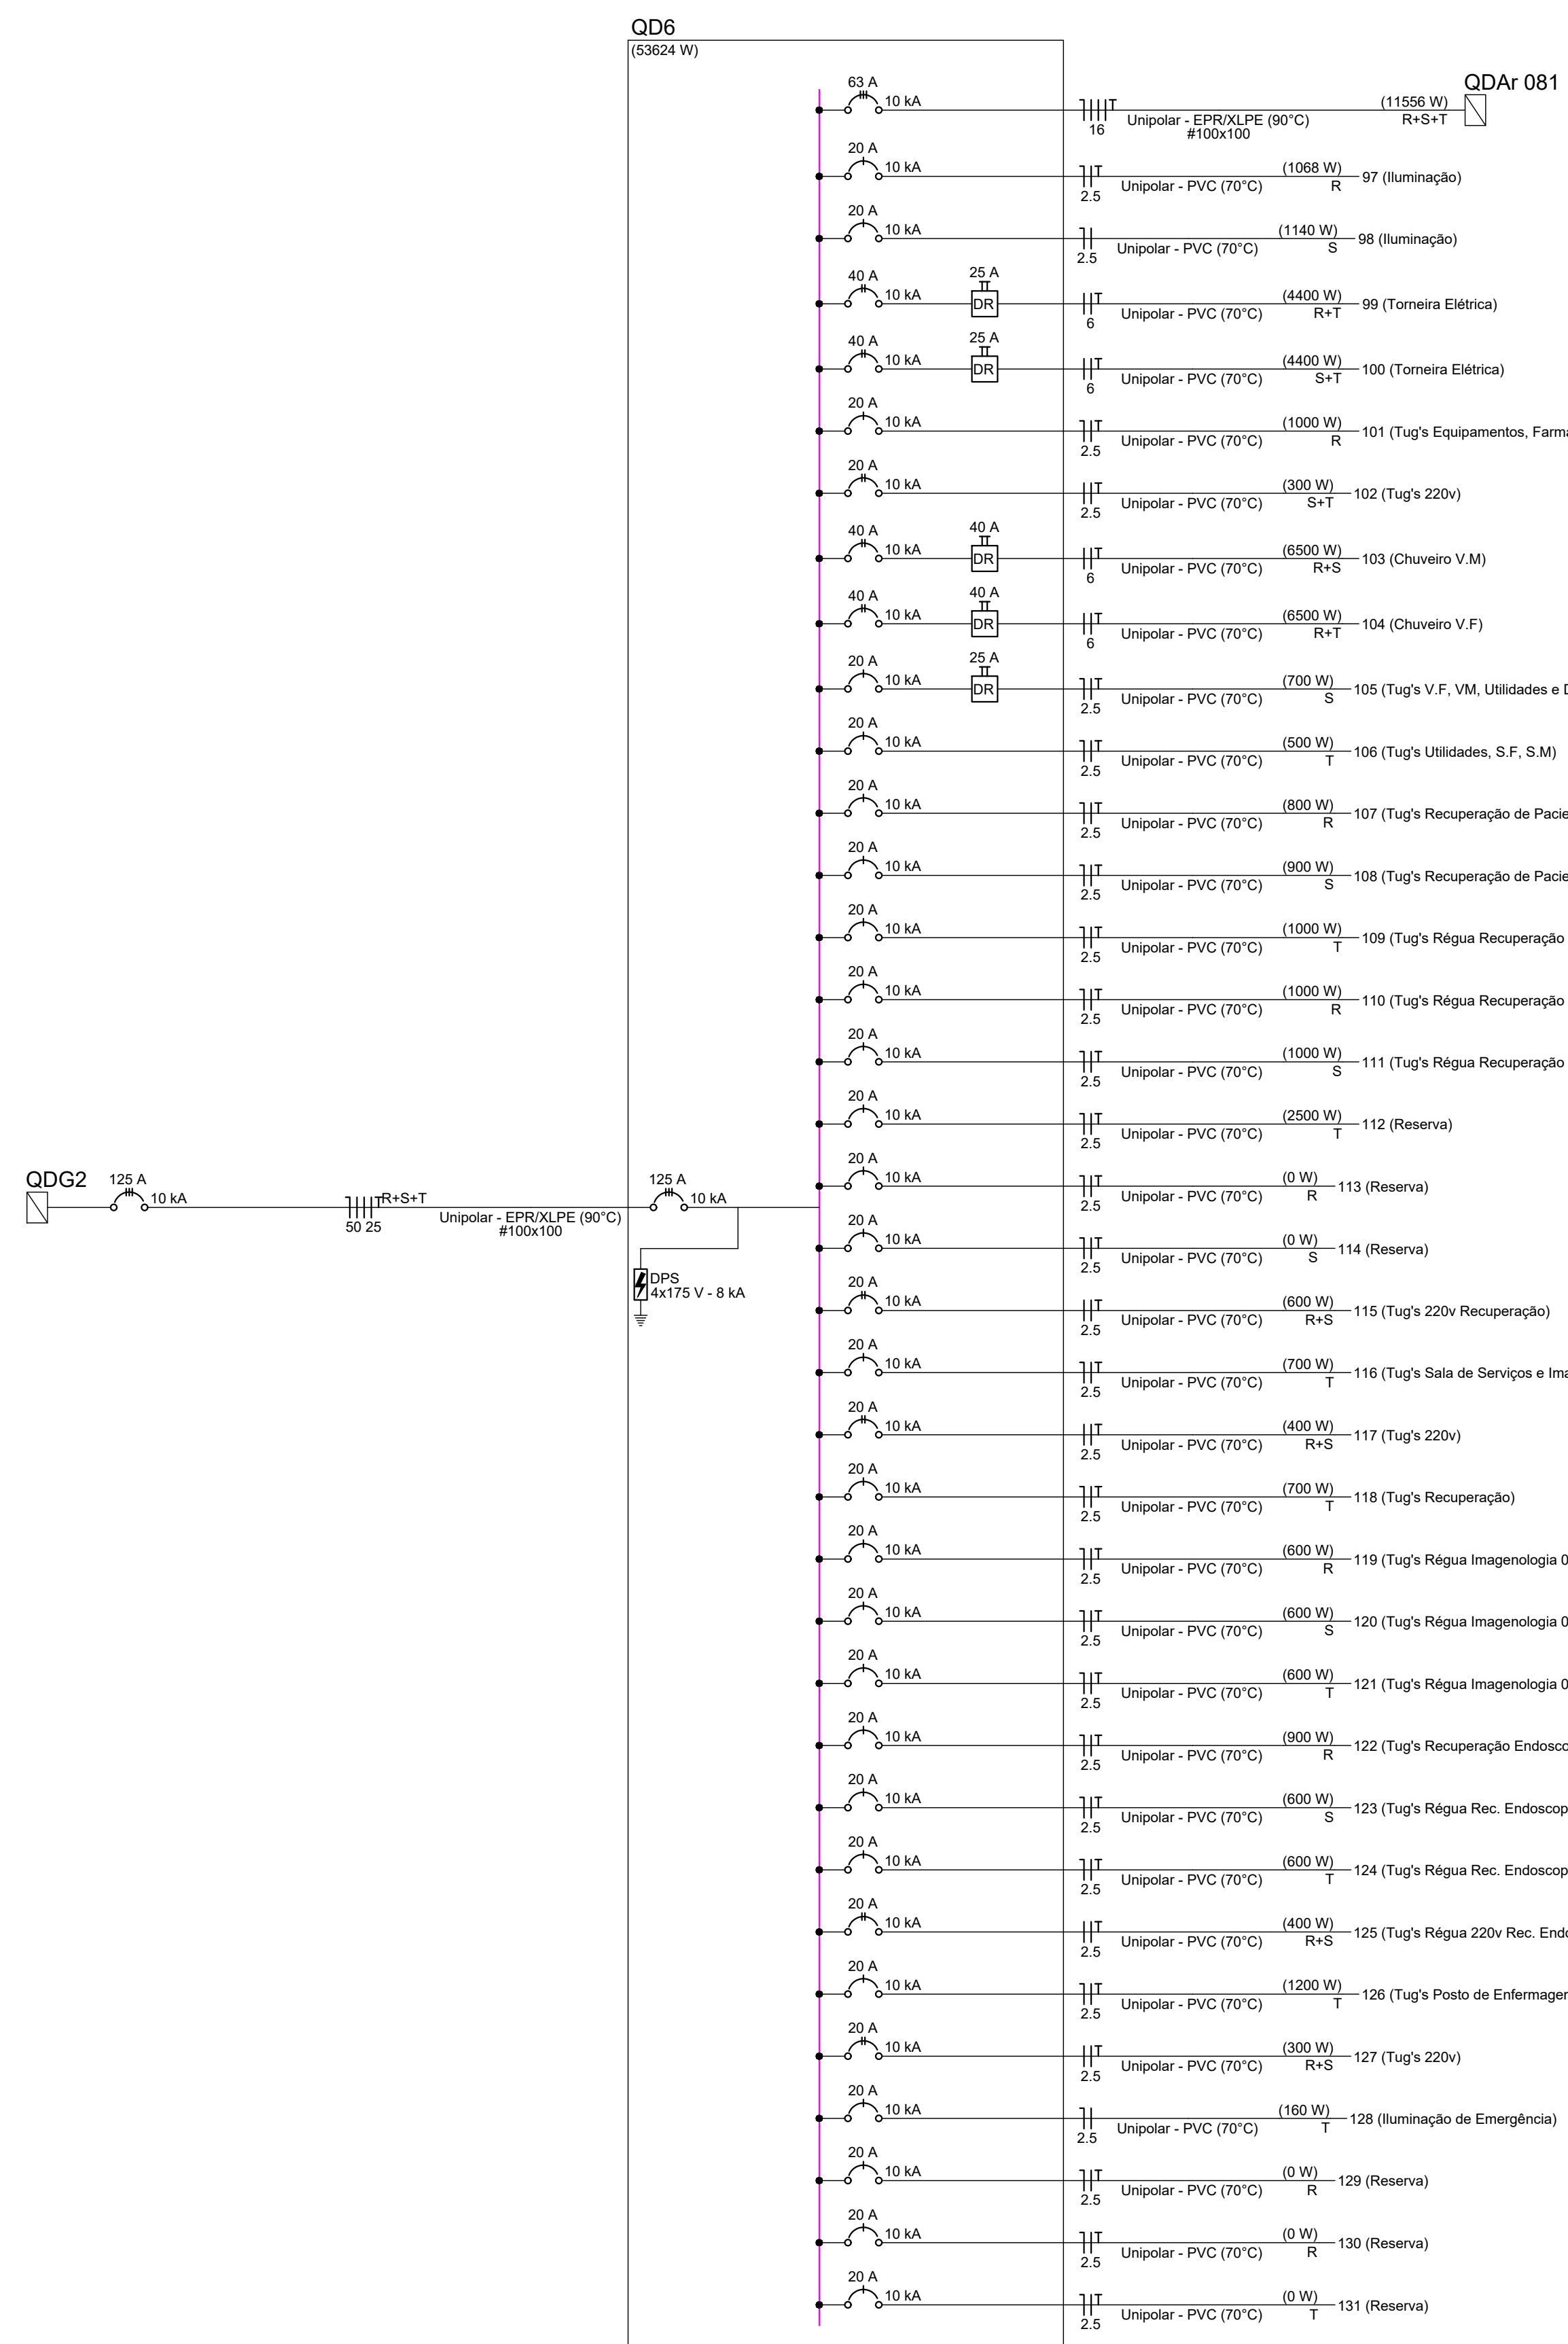 QD6
(53624 W)
63 A
10 kA
16
Unipolar - EPR/XLPE (90°C)
#100x100
(11556 W)
R+S+T
QDAr 081
20 A
10 kA
2.5
Unipolar - PVC (70°C)
(1068 W)
R
97 (Iluminação)
20 A
10 kA
2.5
Unipolar - PVC (70°C)
(1140 W)
S
98 (Iluminação)
40 A
10 kA
25 A
DR
6
Unipolar - PVC (70°C)
(4400 W)
R+T
99 (Torneira Elétrica)
40 A
10 kA
25 A
DR
6
Unipolar - PVC (70°C)
(4400 W)
S+T
100 (Torneira Elétrica)
20 A
10 kA
2.5
Unipolar - PVC (70°C)
(1000 W)
R
101 (Tug's Equipamentos, Farma
20 A
10 kA
2.5
Unipolar - PVC (70°C)
(300 W)
S+T
102 (Tug's 220v)
40 A
10 kA
40 A
DR
6
Unipolar - PVC (70°C)
(6500 W)
R+S
103 (Chuveiro V.M)
40 A
10 kA
40 A
DR
6
Unipolar - PVC (70°C)
(6500 W)
R+T
104 (Chuveiro V.F)
20 A
10 kA
25 A
DR
2.5
Unipolar - PVC (70°C)
(700 W)
S
105 (Tug's V.F, VM, Utilidades e D
20 A
10 kA
2.5
Unipolar - PVC (70°C)
(500 W)
T
106 (Tug's Utilidades, S.F, S.M)
20 A
10 kA
2.5
Unipolar - PVC (70°C)
(800 W)
R
107 (Tug's Recuperação de Pacie
20 A
10 kA
2.5
Unipolar - PVC (70°C)
(900 W)
S
108 (Tug's Recuperação de Pacie
20 A
10 kA
2.5
Unipolar - PVC (70°C)
(1000 W)
T
109 (Tug's Régua Recuperação
20 A
10 kA
2.5
Unipolar - PVC (70°C)
(1000 W)
R
110 (Tug's Régua Recuperação
20 A
10 kA
2.5
Unipolar - PVC (70°C)
(1000 W)
S
111 (Tug's Régua Recuperação
20 A
10 kA
2.5
Unipolar - PVC (70°C)
(2500 W)
T
112 (Reserva)
20 A
10 kA
2.5
Unipolar - PVC (70°C)
(0 W)
R
113 (Reserva)
QDG2
125 A
10 kA
R+S+T
50 25
Unipolar - EPR/XLPE (90°C)
#100x100
125 A
10 kA
DPS
4x175 V - 8 kA
20 A
10 kA
2.5
Unipolar - PVC (70°C)
(0 W)
S
114 (Reserva)
20 A
10 kA
2.5
Unipolar - PVC (70°C)
(600 W)
R+S
115 (Tug's 220v Recuperação)
20 A
10 kA
2.5
Unipolar - PVC (70°C)
(700 W)
T
116 (Tug's Sala de Serviços e Ima
20 A
10 kA
2.5
Unipolar - PVC (70°C)
(400 W)
R+S
117 (Tug's 220v)
20 A
10 kA
2.5
Unipolar - PVC (70°C)
(700 W)
T
118 (Tug's Recuperação)
20 A
10 kA
2.5
Unipolar - PVC (70°C)
(600 W)
R
119 (Tug's Régua Imagenologia 0
20 A
10 kA
2.5
Unipolar - PVC (70°C)
(600 W)
S
120 (Tug's Régua Imagenologia 0
20 A
10 kA
2.5
Unipolar - PVC (70°C)
(600 W)
T
121 (Tug's Régua Imagenologia 0
20 A
10 kA
2.5
Unipolar - PVC (70°C)
(900 W)
R
122 (Tug's Recuperação Endosco
20 A
10 kA
2.5
Unipolar - PVC (70°C)
(600 W)
S
123 (Tug's Régua Rec. Endoscop
20 A
10 kA
2.5
Unipolar - PVC (70°C)
(600 W)
T
124 (Tug's Régua Rec. Endoscop
20 A
10 kA
2.5
Unipolar - PVC (70°C)
(400 W)
R+S
125 (Tug's Régua 220v Rec. Endo
20 A
10 kA
2.5
Unipolar - PVC (70°C)
(1200 W)
T
126 (Tug's Posto de Enfermagem
20 A
10 kA
2.5
Unipolar - PVC (70°C)
(300 W)
R+S
127 (Tug's 220v)
20 A
10 kA
2.5
Unipolar - PVC (70°C)
(160 W)
T
128 (Iluminação de Emergência)
20 A
10 kA
2.5
Unipolar - PVC (70°C)
(0 W)
R
129 (Reserva)
20 A
10 kA
2.5
Unipolar - PVC (70°C)
(0 W)
R
130 (Reserva)
20 A
10 kA
2.5
Unipolar - PVC (70°C)
(0 W)
T
131 (Reserva)